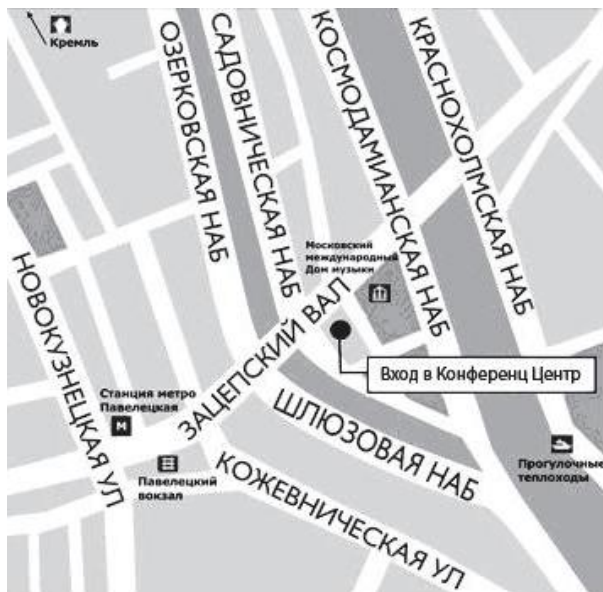 Кремль
ОЗЕРКОВСКАЯ НАБ
САДОВНИЧЕСКАЯ НАБ
КОСМОДАМИАНСКАЯ НАБ
КРАСНОХОЛМСКАЯ НАБ
Московский
международный
Дом музыки
НОВОКУЗНЕЦКАЯ УЛ
ЗАЦЕПСКИЙ ВАЛ
Вход в Конференц Центр
Станция метро
Павелецкая
М
ШЛЮЗОВАЯ НАБ
Павелецкий
вокзал
КОЖЕВНИЧЕСКАЯ УЛ
Прогулочные
теплоходы